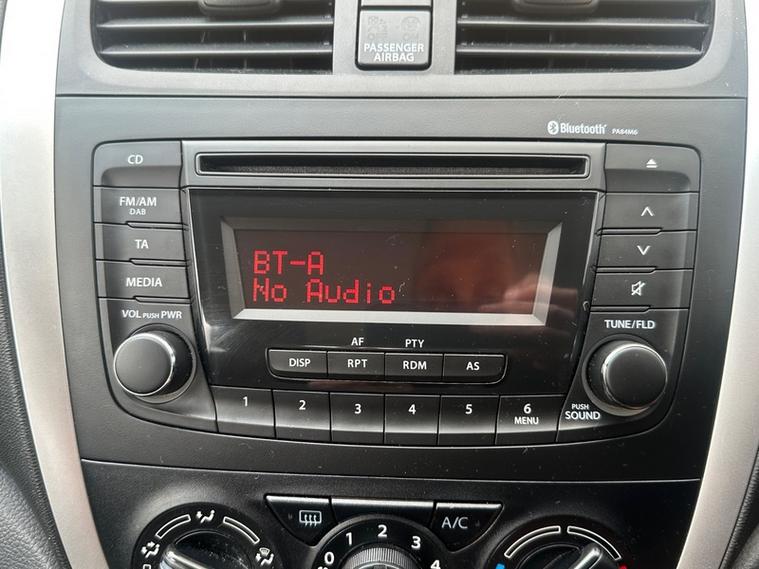 PASSENGER
AIRBAG
Bluetooth® PA84M6
CD
FM/AM
DAB
TA
MEDIA
VOL PUSH PWR
BT-A
No Audio
AF PTY
DISP RPT RDM AS
1 2 3 4 5 6
MENU
TUNE/FLD
PUSH
SOUND
A/C
0 1 2 3 4